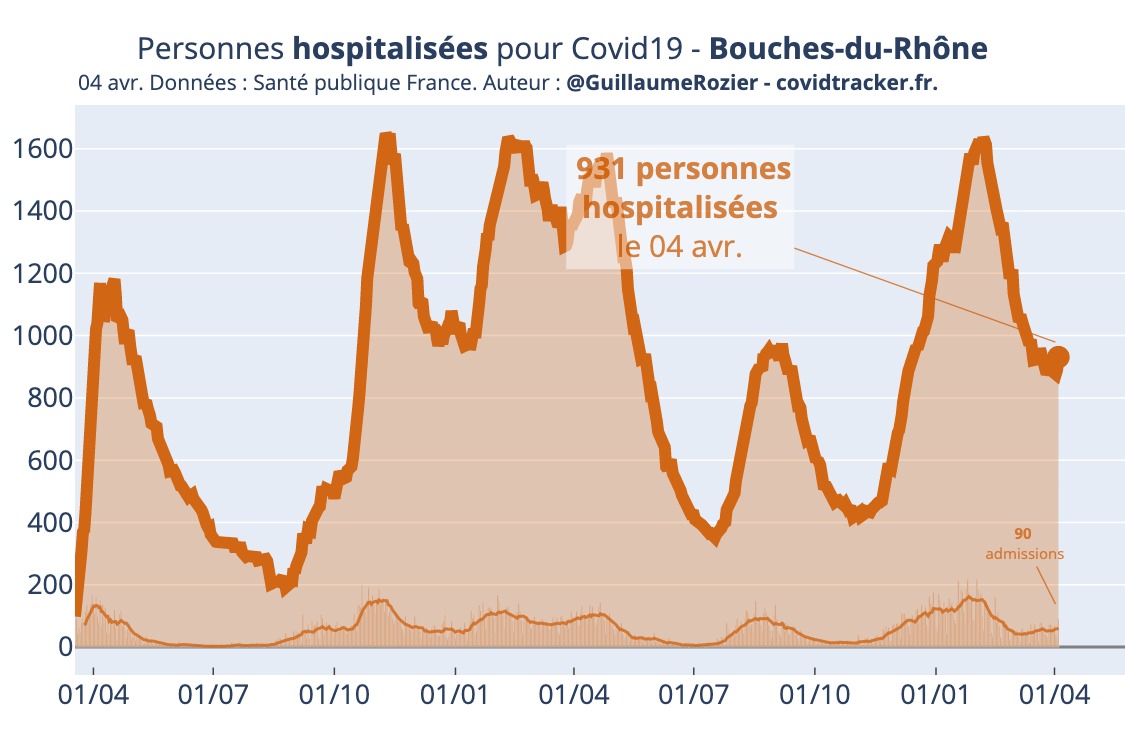 Personnes hospitalisées pour Covid19 - Bouches-du-Rhône
04 avr. Données : Santé publique France. Auteur : @GuillaumeRozier - covidtracker.fr.
1600
1400
1200
1000
800
600
400
200
0
931 personnes
hospitalisées
le 04 avr.
90
admissions
01/04 01/07 01/10 01/01 01/04 01/07 01/10 01/01 01/04